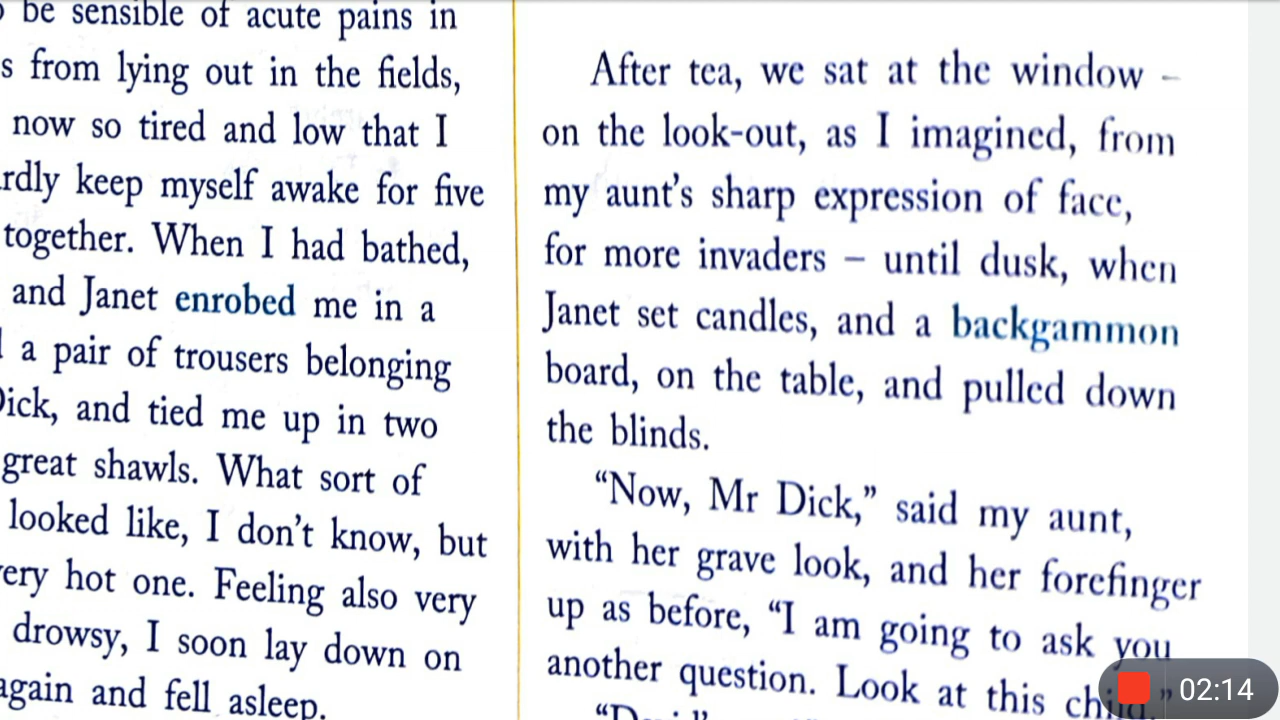 be sensible of acute pains in
from lying out in the fields,
now so tired and low that I
keep myself awake for five
together. When I had bathed,
and Janet enrobed me in a
a pair of trousers belonging
and tied me up in two
great shawls. What sort of
looked like, I don't know, but
hot one. Feeling also very
drowsy, I soon lay down on
again and fell asleep.
After tea, we sat at the window –
on the look-out, as I imagined, from
my aunt's sharp expression of face,
for more invaders – until dusk, when
Janet set candles, and a backgammon
board, on the table, and pulled down
the blinds.
“Now, Mr Dick,” said my aunt,
with her grave look, and her forefinger
up as before, “I am going to ask you
another question. Look at this child.”
02:14